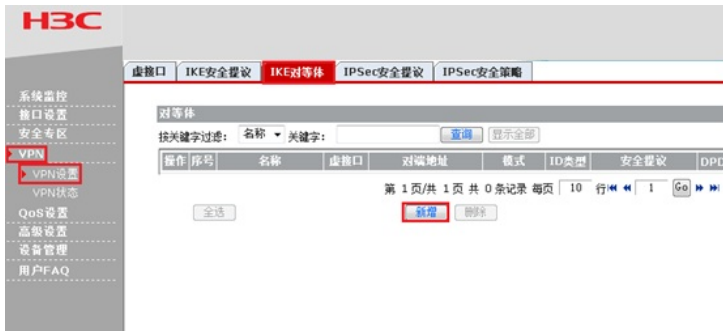 H3C
虚接口 IKE安全提议 IKE对等体 IPSec安全提议 IPSec安全策略
系统监控
接口设置
安全专区
VPN
VPN设置
VPN状态
QoS设置
高级设置
设备管理
用户FAQ
对等体
按关键字过滤: 名称 关键字: 查询 显示全部
操作 序号 名称 虚接口 对端地址 模式 ID类型 安全提议 DPD
第 1 页/共 1 页 共 0 条记录 每页 10 行 1 Go
全选 新增 删除